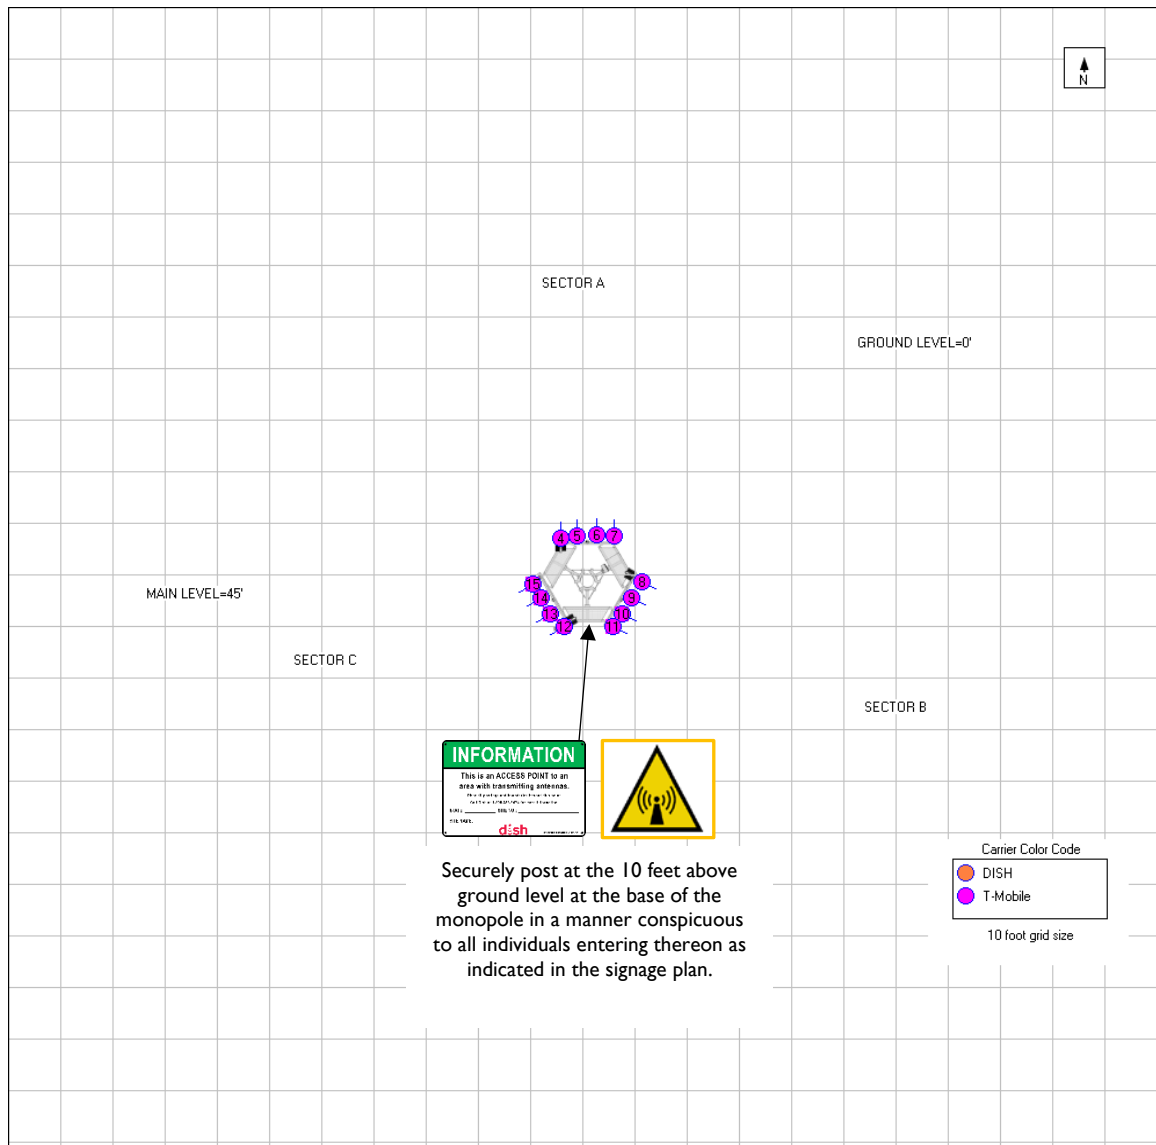 N
SECTOR A
GROUND LEVEL=0'
4 5 6 7
15 8
14 9
13 10
12 11
MAIN LEVEL=45'
SECTOR C
SECTOR B
INFORMATION
This is an ACCESS POINT to an
area with transmitting antennas.
dish
Securely post at the 10 feet above
ground level at the base of the
monopole in a manner conspicuous
to all individuals entering thereon as
indicated in the signage plan.
Carrier Color Code
DISH
T-Mobile
10 foot grid size